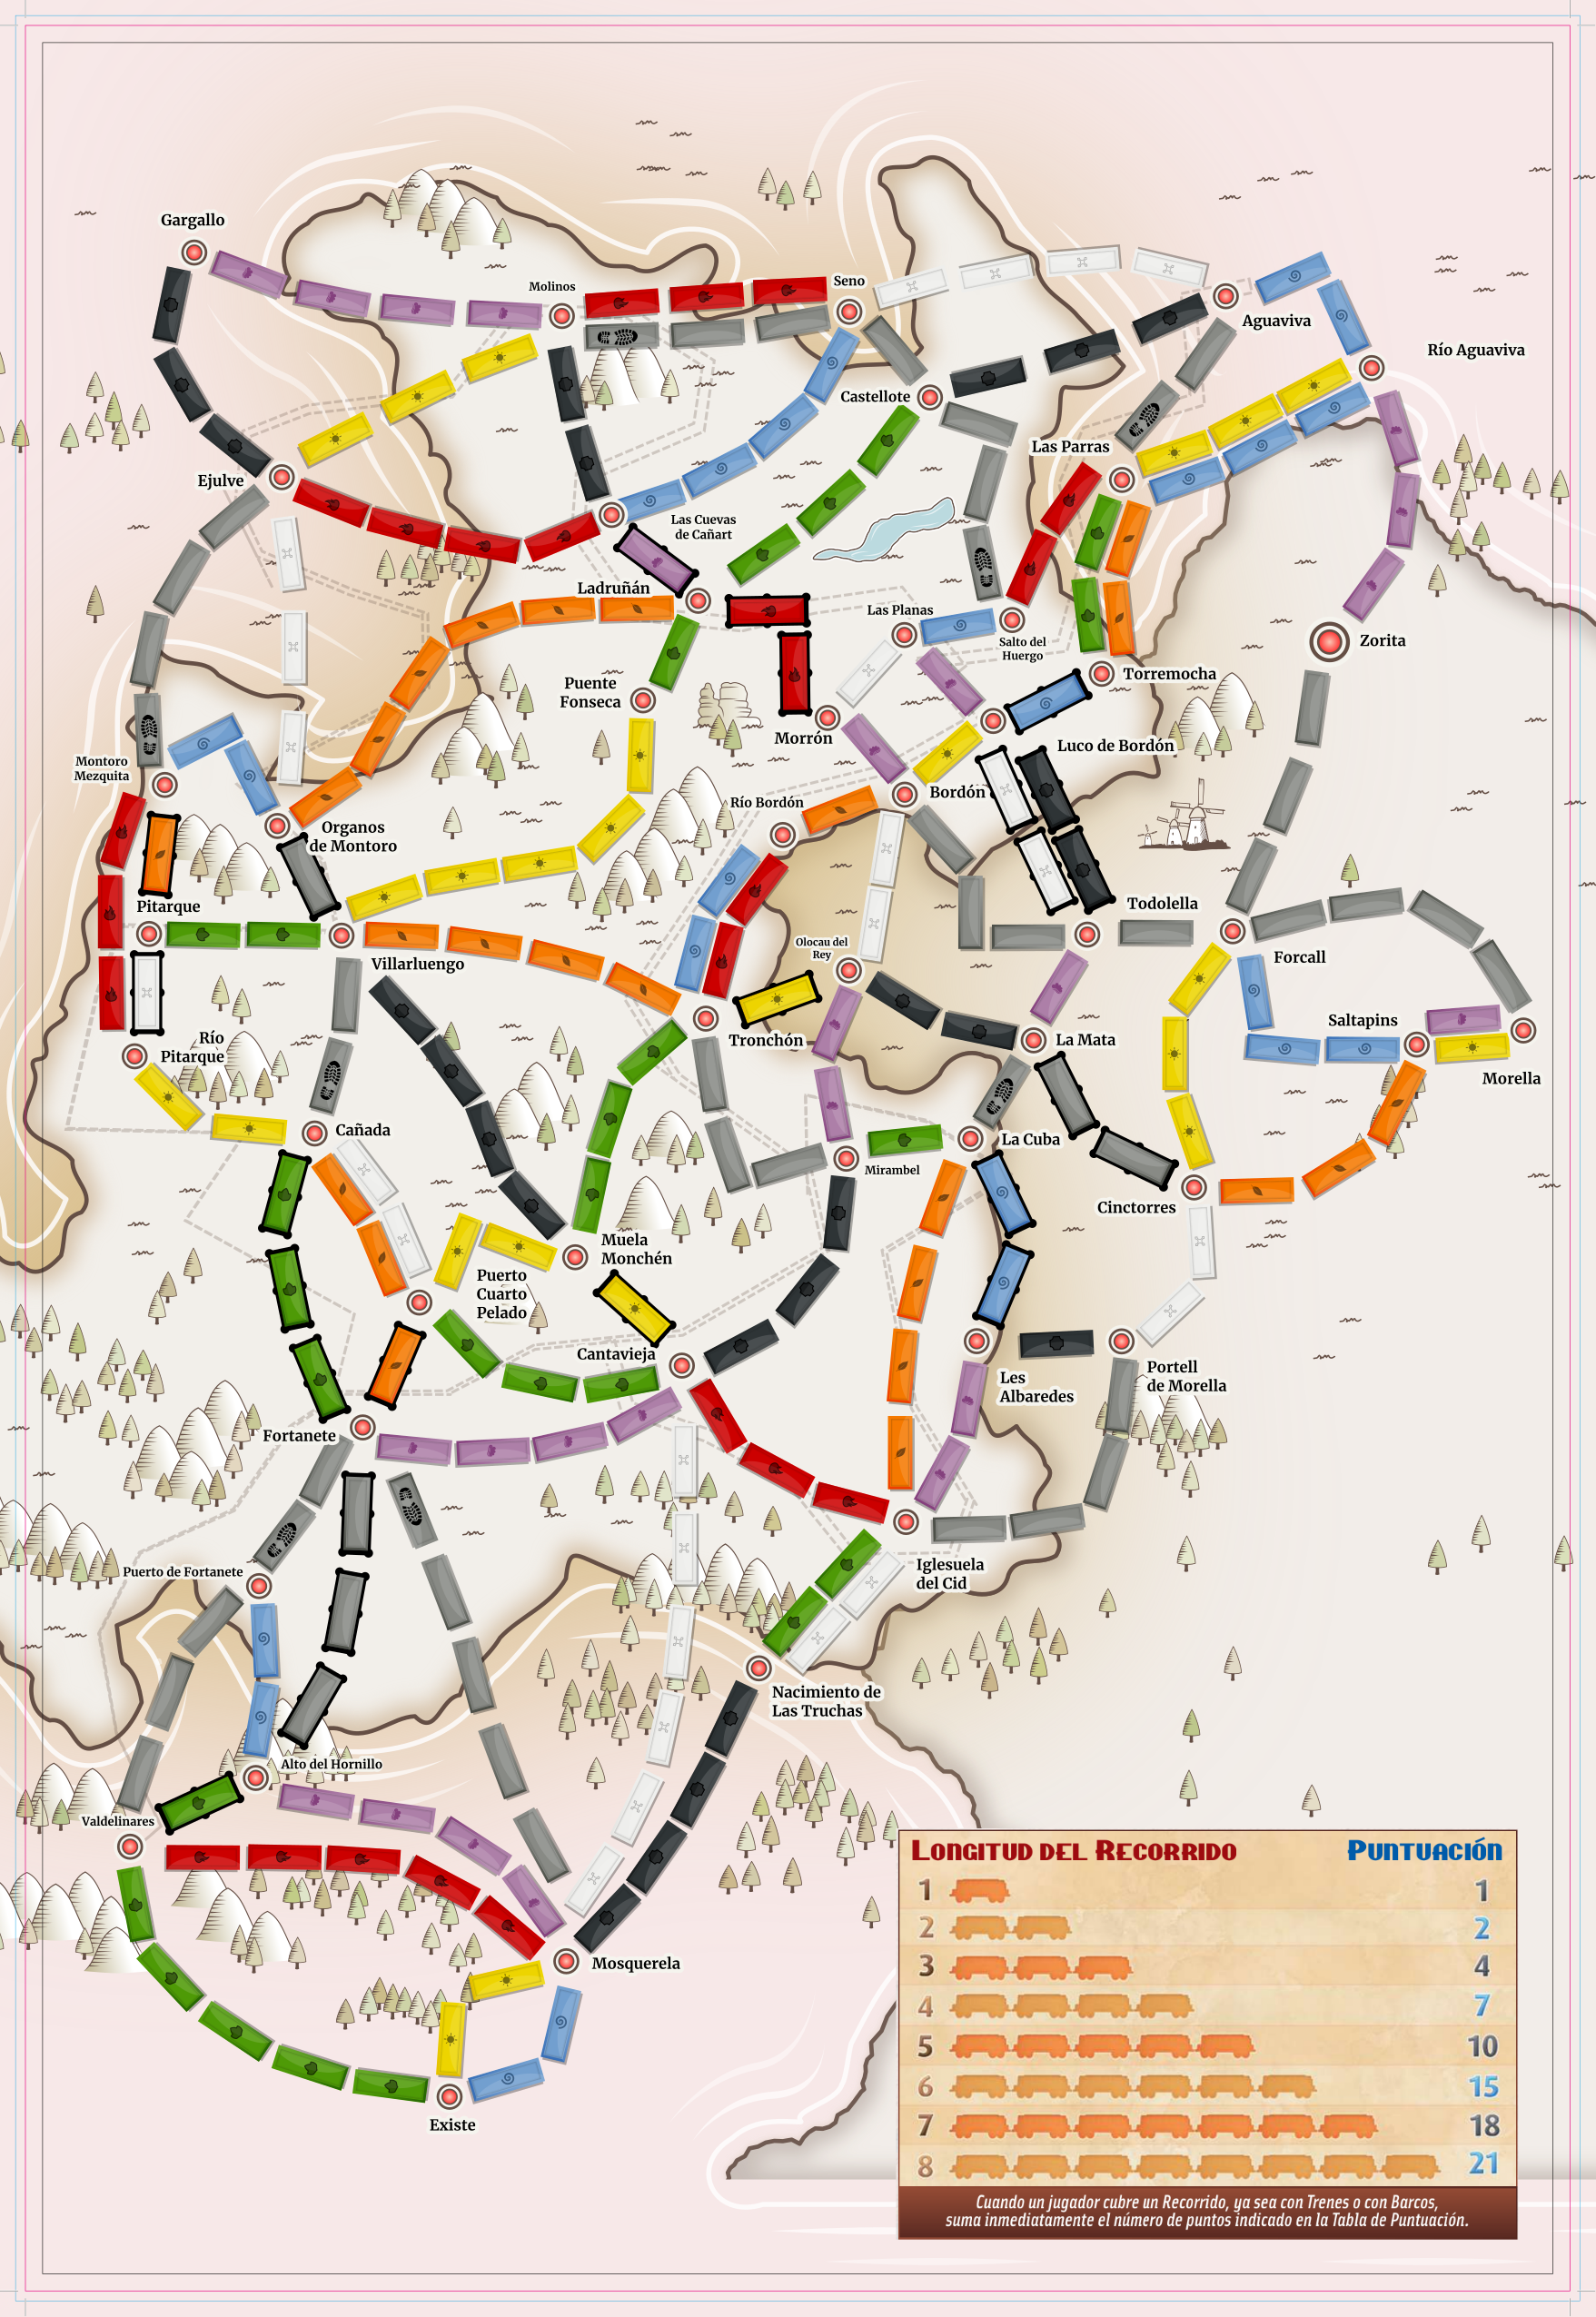 Gargallo
Molinos
Seno
Aguaviva
Río Aguaviva
Castellote
Las Parras
Ejulve
Las Cuevas
de Cañart
Ladruñán
Las Planas
Salto del
Huergo
Zorita
Puente
Fonseca
Torremocha
Morrón
Luco de Bordón
Montoro
Mezquita
Río Bordón
Bordón
Organos
de Montoro
Pitarque
Todolella
Olocau del
Rey
Villarluengo
Forcall
Saltapins
Río
Pitarque
Tronchón
La Mata
Morella
Cañada
La Cuba
Mirambel
Cinctorres
Muela
Monchén
Puerto
Cuarto
Pelado
Cantavieja
Portell
de Morella
Les
Albaredes
Fortanete
Iglesuela
del Cid
Puerto de Fortanete
Nacimiento de
Las Truchas
Alto del Hornillo
Valdelinares
Mosquerela
Existe
Longitud del Recorrido Puntuación
1 1
2 2
3 4
4 7
5 10
6 15
7 18
8 21
Cuando un jugador cubre un Recorrido, ya sea con Trenes o con Barcos,
suma inmediatamente el número de puntos indicado en la Tabla de Puntuación.